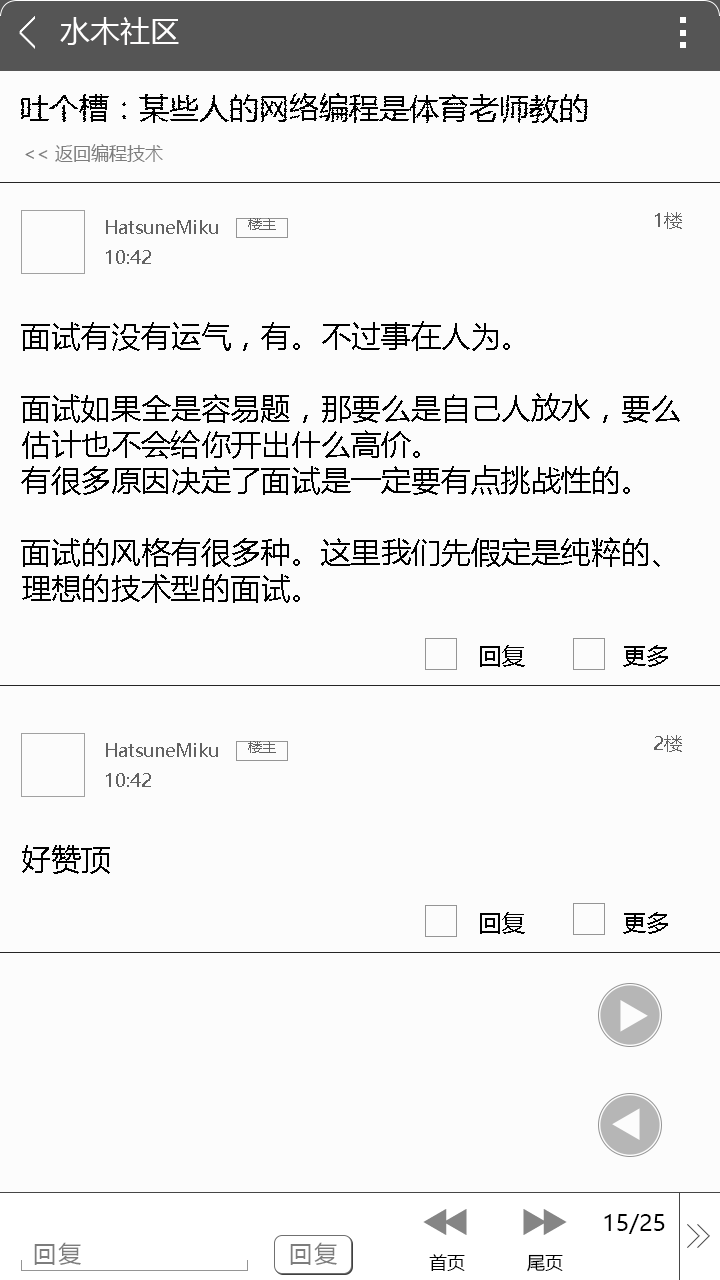 水木社区
吐个槽：某些人的网络编程是体育老师教的
<< 返回编程技术
HatsuneMiku 楼主 1楼
10:42
面试有没有运气，有。不过事在人为。
面试如果全是容易题，那要么是自己人放水，要么
估计也不会给你开出什么高价。
有很多原因决定了面试是一定要有点挑战性的。
面试的风格有很多种。这里我们先假定是纯粹的、
理想的技术型的面试。
回复 更多
HatsuneMiku 楼主 2楼
10:42
好赞顶
回复 更多
15/25
回复 回复 首页 尾页